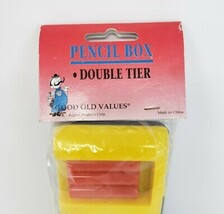 PENCIL BOX
• DOUBLE TIER
GOOD OLD VALUES®
Made in China